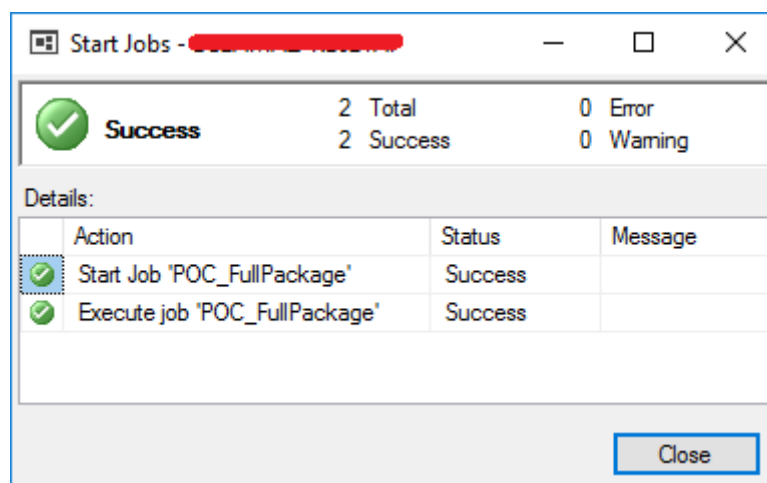 Start Jobs -
Success
2 Total 0 Error
2 Success 0 Warning
Details:
Action Status Message
Start Job 'POC_FullPackage' Success
Execute job 'POC_FullPackage' Success
Close